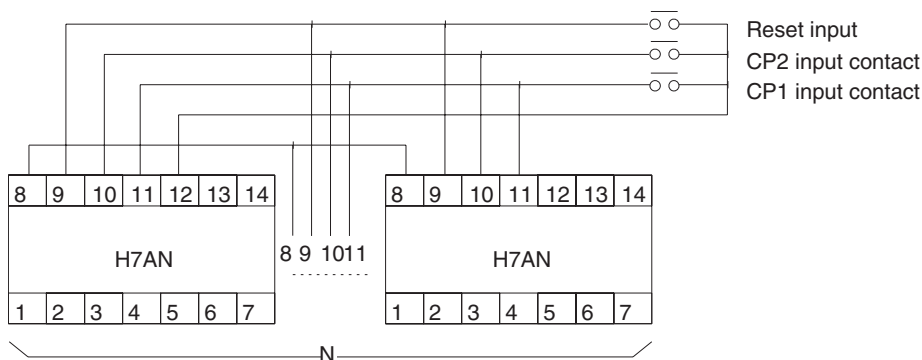 Reset input
CP2 input contact
CP1 input contact
8 9 10 11 12 13 14
8 9 10 11 12 13 14
H7AN
8 9 10 11
H7AN
1 2 3 4 5 6 7
1 2 3 4 5 6 7
N